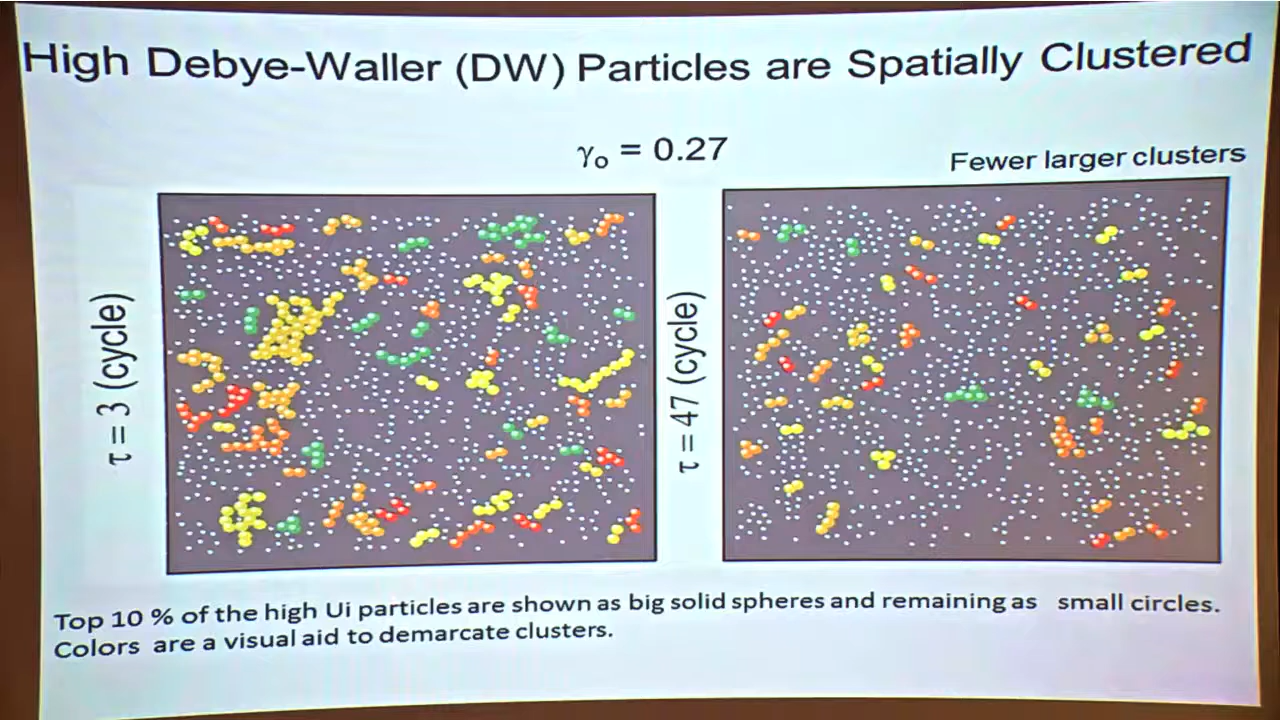 High Debye-Waller (DW) Particles are Spatially Clustered
γo = 0.27
Fewer larger clusters
τ = 3 (cycle)
τ = 47 (cycle)
Top 10 % of the high Ui particles are shown as big solid spheres and remaining as small circles.
Colors are a visual aid to demarcate clusters.